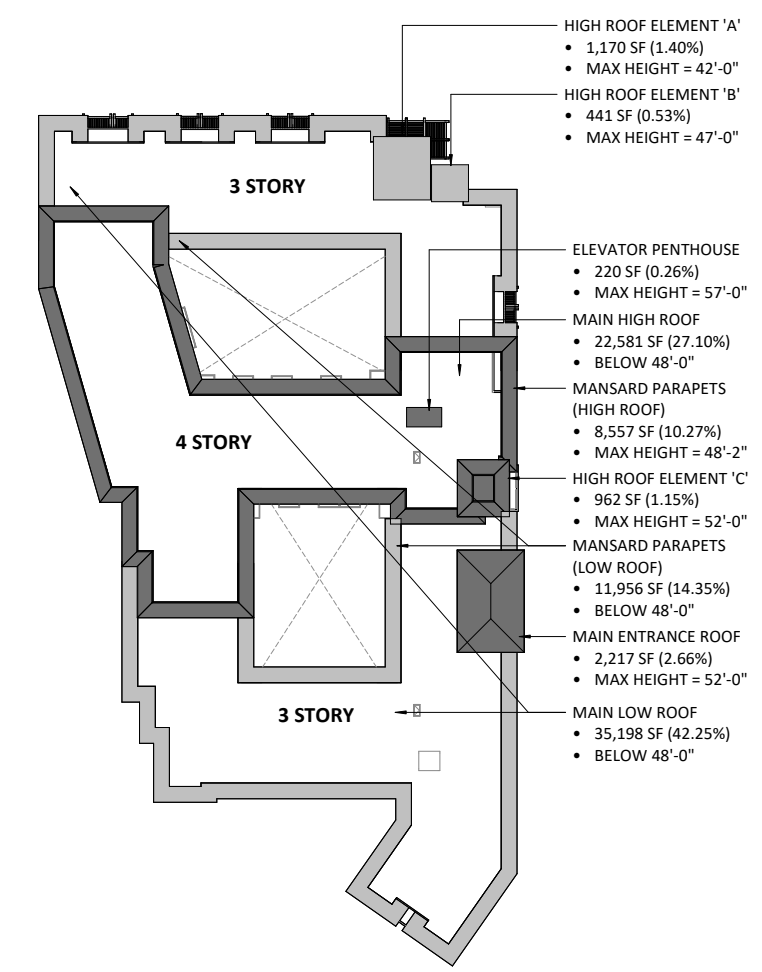 HIGH ROOF ELEMENT 'A'
• 1,170 SF (1.40%)
• MAX HEIGHT = 42'-0"
HIGH ROOF ELEMENT 'B'
• 441 SF (0.53%)
• MAX HEIGHT = 47'-0"
3 STORY
ELEVATOR PENTHOUSE
• 220 SF (0.26%)
• MAX HEIGHT = 57'-0"
MAIN HIGH ROOF
• 22,581 SF (27.10%)
• BELOW 48'-0"
MANSARD PARAPETS
(HIGH ROOF)
• 8,557 SF (10.27%)
• MAX HEIGHT = 48'-2"
4 STORY
HIGH ROOF ELEMENT 'C'
• 962 SF (1.15%)
• MAX HEIGHT = 52'-0"
MANSARD PARAPETS
(LOW ROOF)
• 11,956 SF (14.35%)
• BELOW 48'-0"
MAIN ENTRANCE ROOF
• 2,217 SF (2.66%)
• MAX HEIGHT = 52'-0"
3 STORY
MAIN LOW ROOF
• 35,198 SF (42.25%)
• BELOW 48'-0"